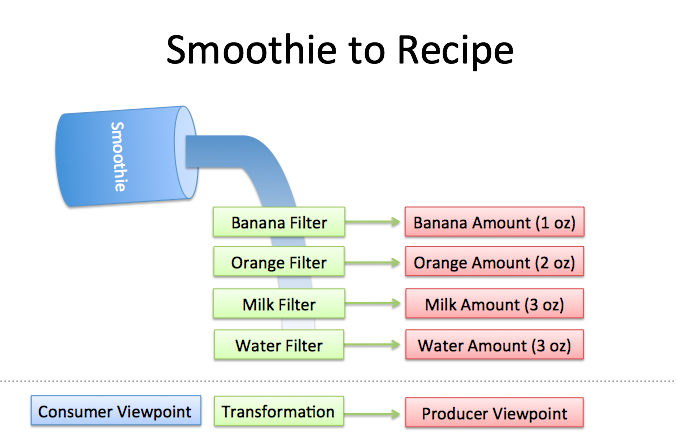 Smoothie to Recipe
Smoothie
Banana Filter
Banana Amount (1 oz)
Orange Filter
Orange Amount (2 oz)
Milk Filter
Milk Amount (3 oz)
Water Filter
Water Amount (3 oz)
Consumer Viewpoint
Transformation
Producer Viewpoint